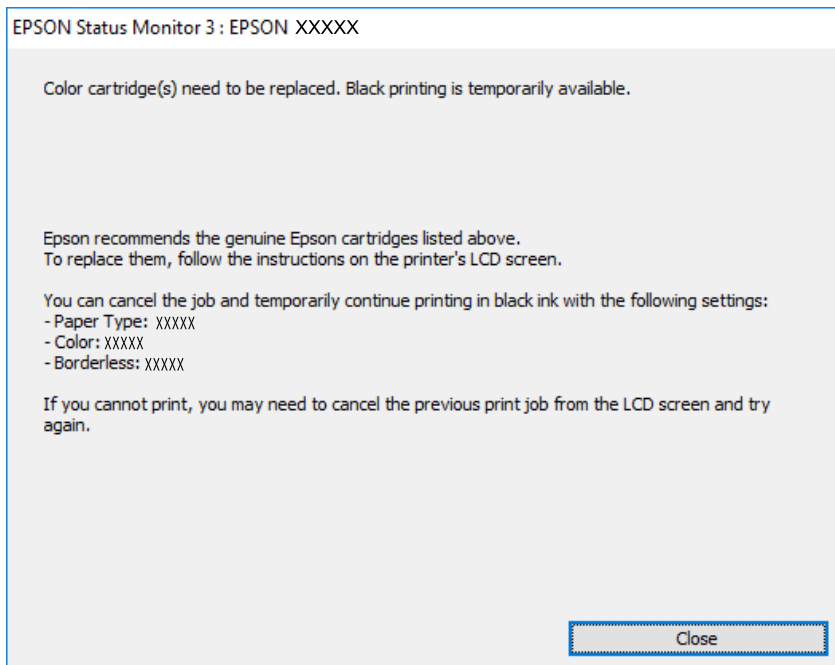 EPSON Status Monitor 3 : EPSON XXXXX
Color cartridge(s) need to be replaced. Black printing is temporarily available.
Epson recommends the genuine Epson cartridges listed above.
To replace them, follow the instructions on the printer's LCD screen.
You can cancel the job and temporarily continue printing in black ink with the following settings:
- Paper Type: XXXXX
- Color: XXXXX
- Borderless: XXXXX
If you cannot print, you may need to cancel the previous print job from the LCD screen and try
again.
Close